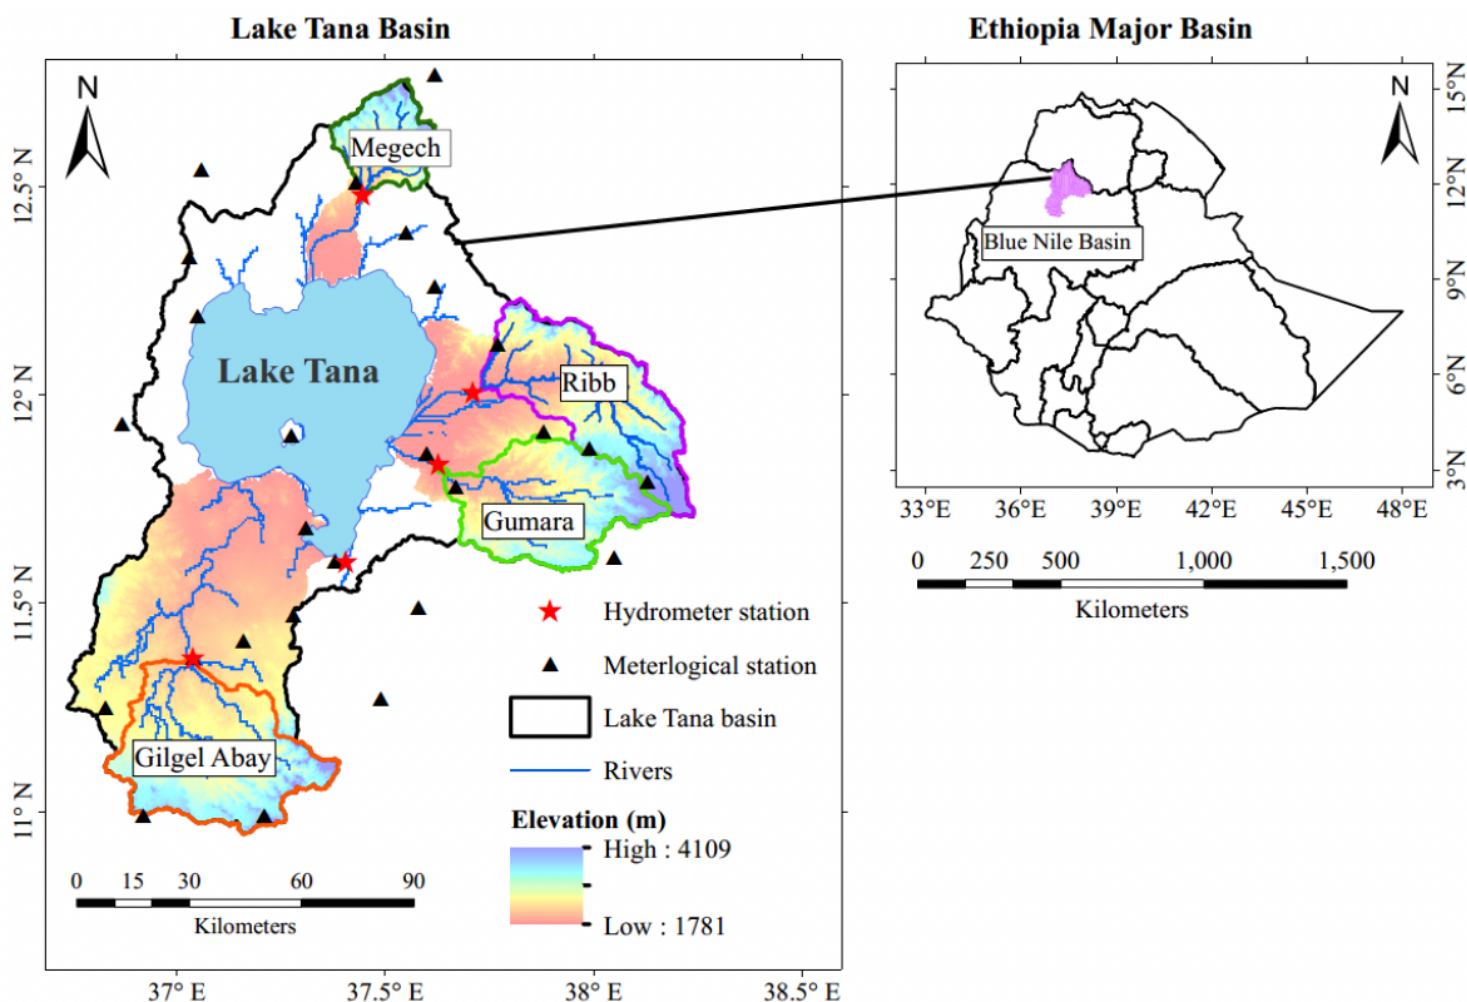 Lake Tana Basin
N
12.5° N
12° N
11.5° N
11° N
37° E
37.5° E
38° E
38.5° E
Megech
Lake Tana
Ribb
Gumara
Gilgel Abay
Hydrometer station
Meterlogical station
Lake Tana basin
Rivers
Elevation (m)
High : 4109
Low : 1781
0 15 30 60 90
Kilometers
Ethiopia Major Basin
N
Blue Nile Basin
15°N
12°N
9°N
6°N
3°N
33°E 36°E 39°E 42°E 45°E 48°E
0 250 500 1,000 1,500
Kilometers